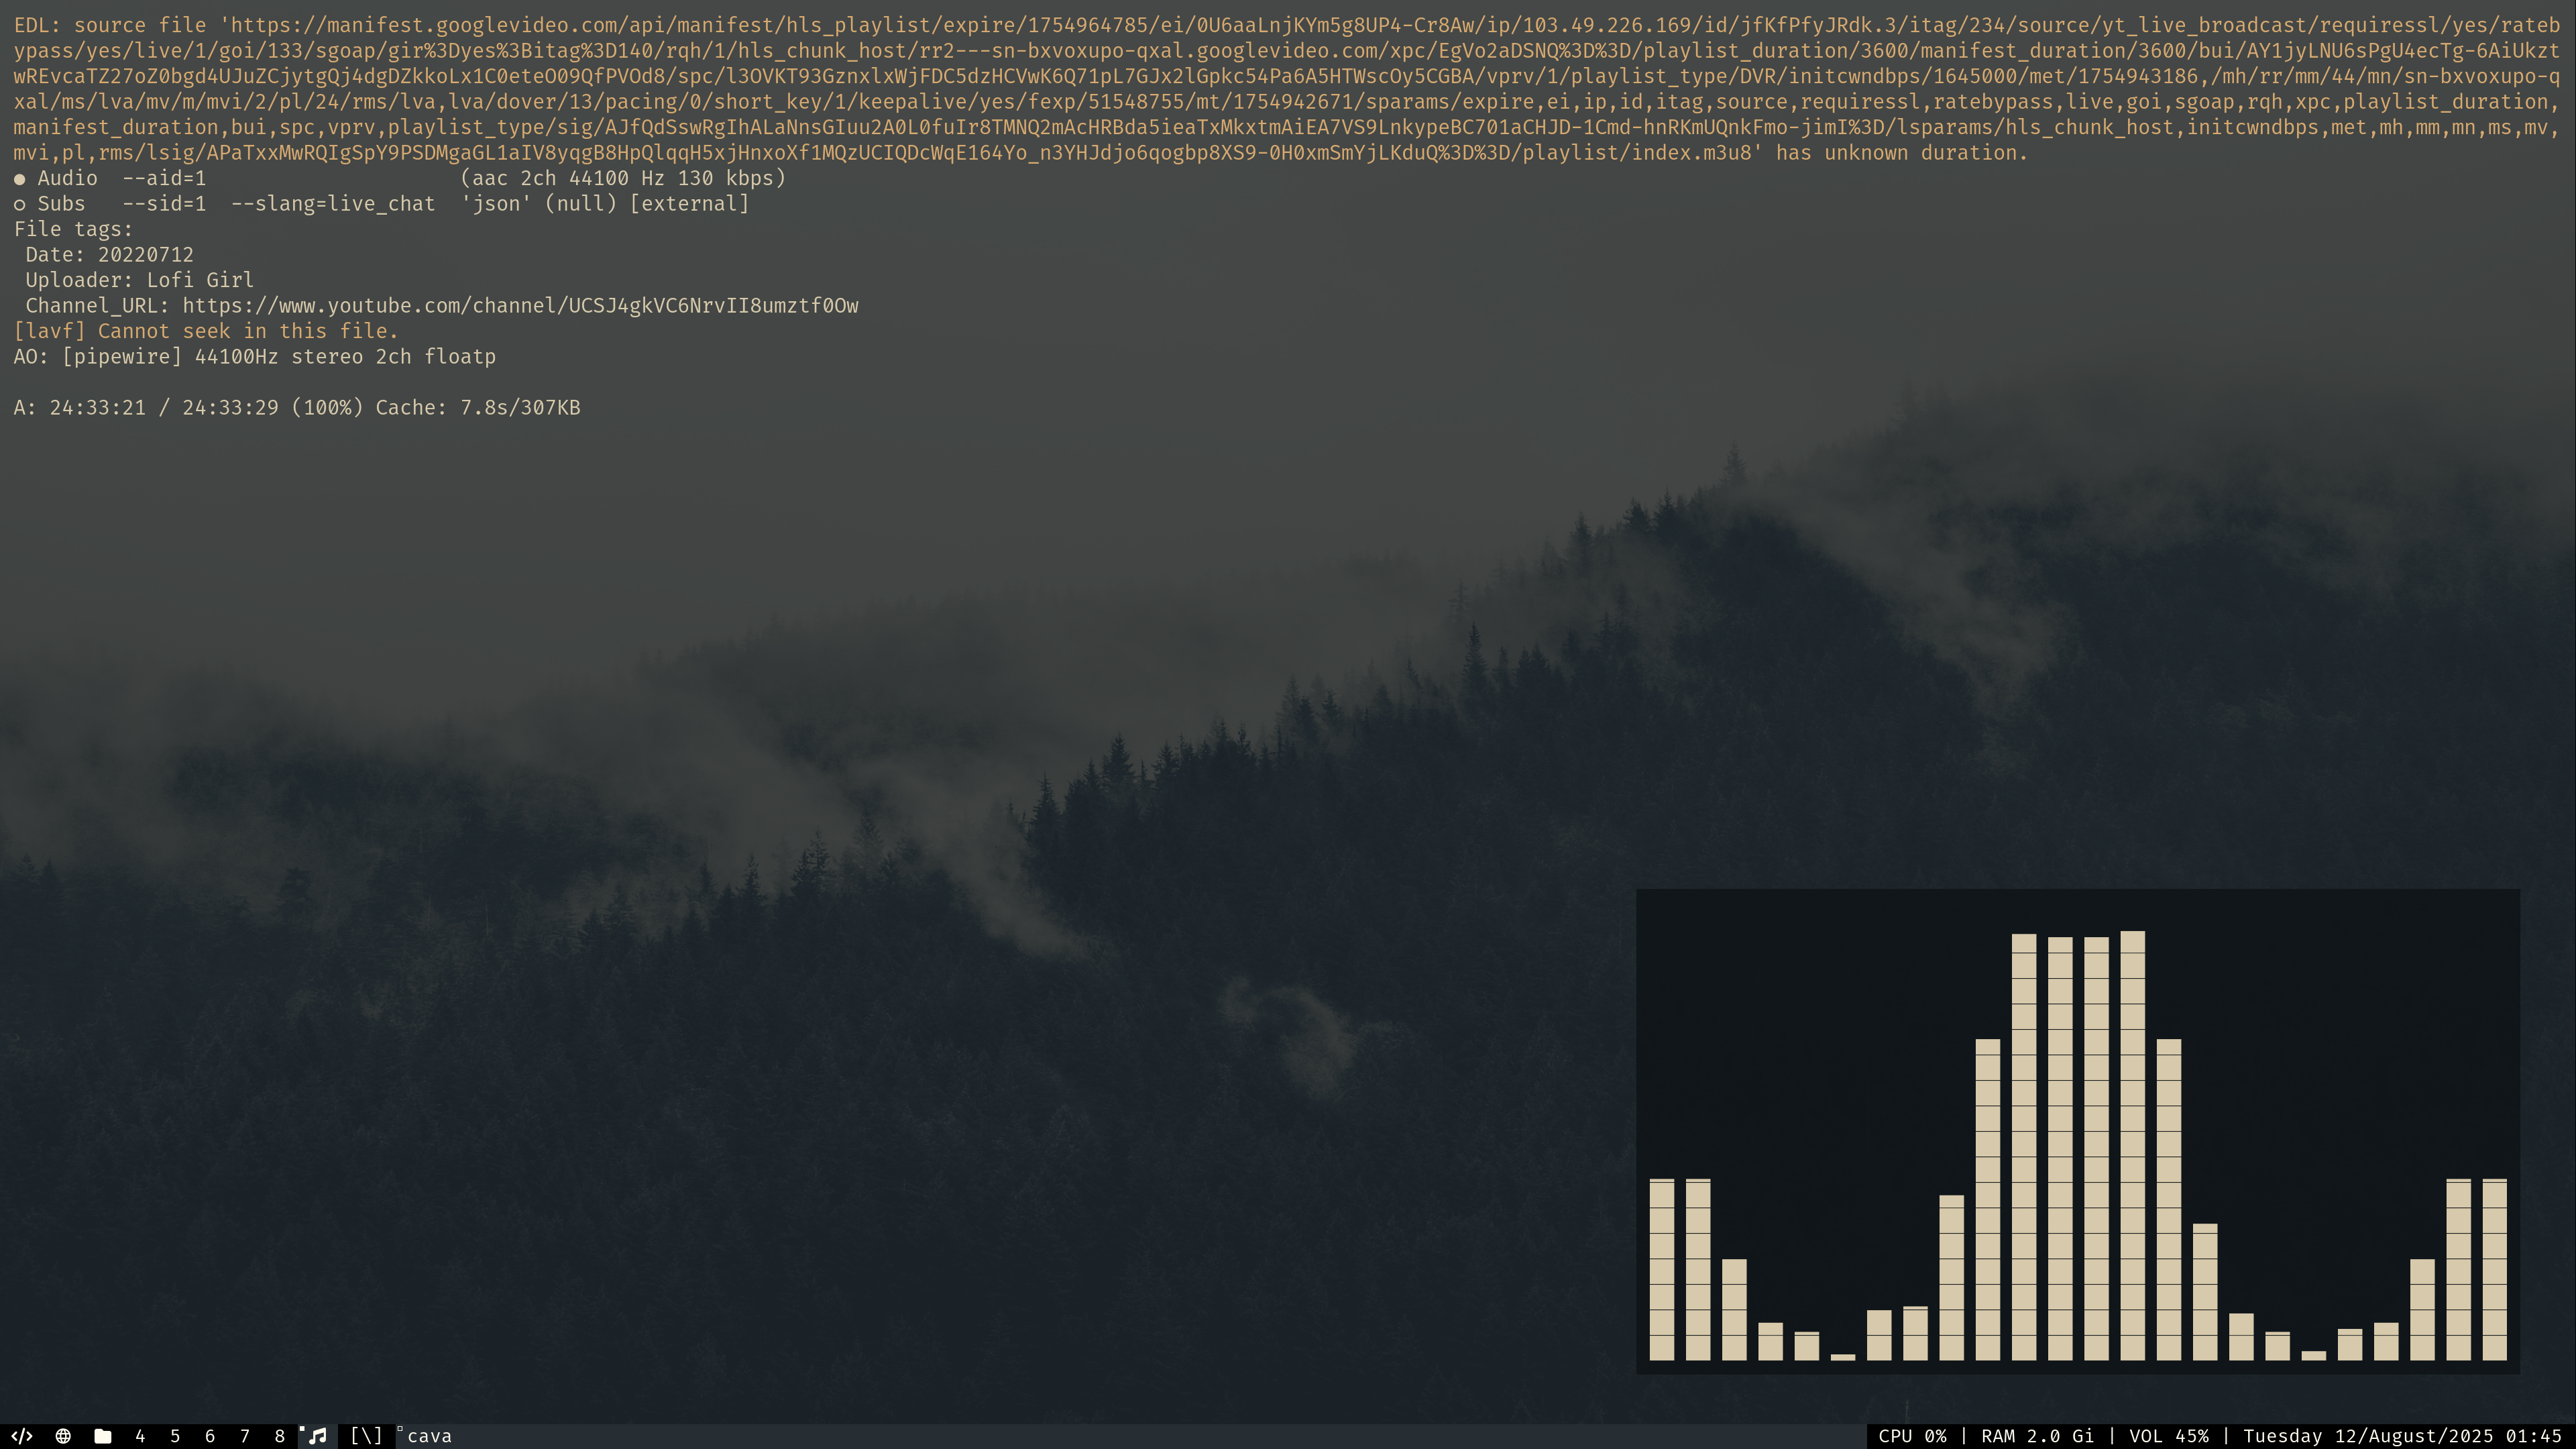 EDL: source file 'https://manifest.googlevideo.com/api/manifest/hls_playlist/expire/1754964785/ei/0U6aaLnjKYm5g8UP4-Cr8Aw/ip/103.49.226.169/id/jfKfPfyJRdk.3/itag/234/source/yt_live_broadcast/requiressl/yes/rateb
ypass/yes/live/1/goi/133/sgoap/gir%3Dyes%3Bitag%3D140/rqh/1/hls_chunk_host/rr2---sn-bxvoxupo-qxal.googlevideo.com/xpc/EgVo2aDSNQ%3D%3D/playlist_duration/3600/manifest_duration/3600/bui/AY1jyLNU6sPgU4ecTg-6AiUkzt
wREvcaTZ27oZ0bgd4UJuZCjytgQj4dgDZkkoLx1C0eteO09QfPVOd8/spc/l3OVKT93GznxlxWjFDC5dzHCVwK6Q71pL7GJx2lGpkc54Pa6A5HTWscOy5CGBA/vprv/1/playlist_type/DVR/initcwndbps/1645000/met/1754943186,/mh/rr/mm/44/mn/sn-bxvoxupo-q
xal/ms/lva/mv/m/mvi/2/pl/24/rms/lva,lva/dover/13/pacing/0/short_key/1/keepalive/yes/fexp/51548755/mt/1754942671/sparams/expire,ei,ip,id,itag,source,requiressl,ratebypass,live,goi,sgoap,rqh,xpc,playlist_duration,
manifest_duration,bui,spc,vprv,playlist_type/sig/AJfQdSswRgIhALaNnsGIuu2A0L0fuIr8TMNQ2mAcHRBda5ieaTxMkxtmAiEA7VS9LnkypeBC701aCHJD-1Cmd-hnRKmUQnkFmo-jimI%3D/lsparams/hls_chunk_host,initcwndbps,met,mh,mm,mn,ms,mv,
mvi,pl,rms/lsig/APaTxxMwRQIgSpY9PSDMgaGL1aIV8yqgB8HpQlqqH5xjHnxoXf1MQzUCIQDcWqE164Yo_n3YHJdjo6qogbp8XS9-0H0xmSmYjLKduQ%3D%3D/playlist/index.m3u8' has unknown duration.
● Audio  --aid=1                     (aac 2ch 44100 Hz 130 kbps)
○ Subs   --sid=1  --slang=live_chat  'json' (null) [external]
File tags:
 Date: 20220712
 Uploader: Lofi Girl
 Channel_URL: https://www.youtube.com/channel/UCSJ4gkVC6NrvII8umztf0Ow
[lavf] Cannot seek in this file.
AO: [pipewire] 44100Hz stereo 2ch floatp
A: 24:33:21 / 24:33:29 (100%) Cache: 7.8s/307KB
</> 4 5 6 7 8 [\] cava CPU 0% | RAM 2.0 Gi | VOL 45% | Tuesday 12/August/2025 01:45